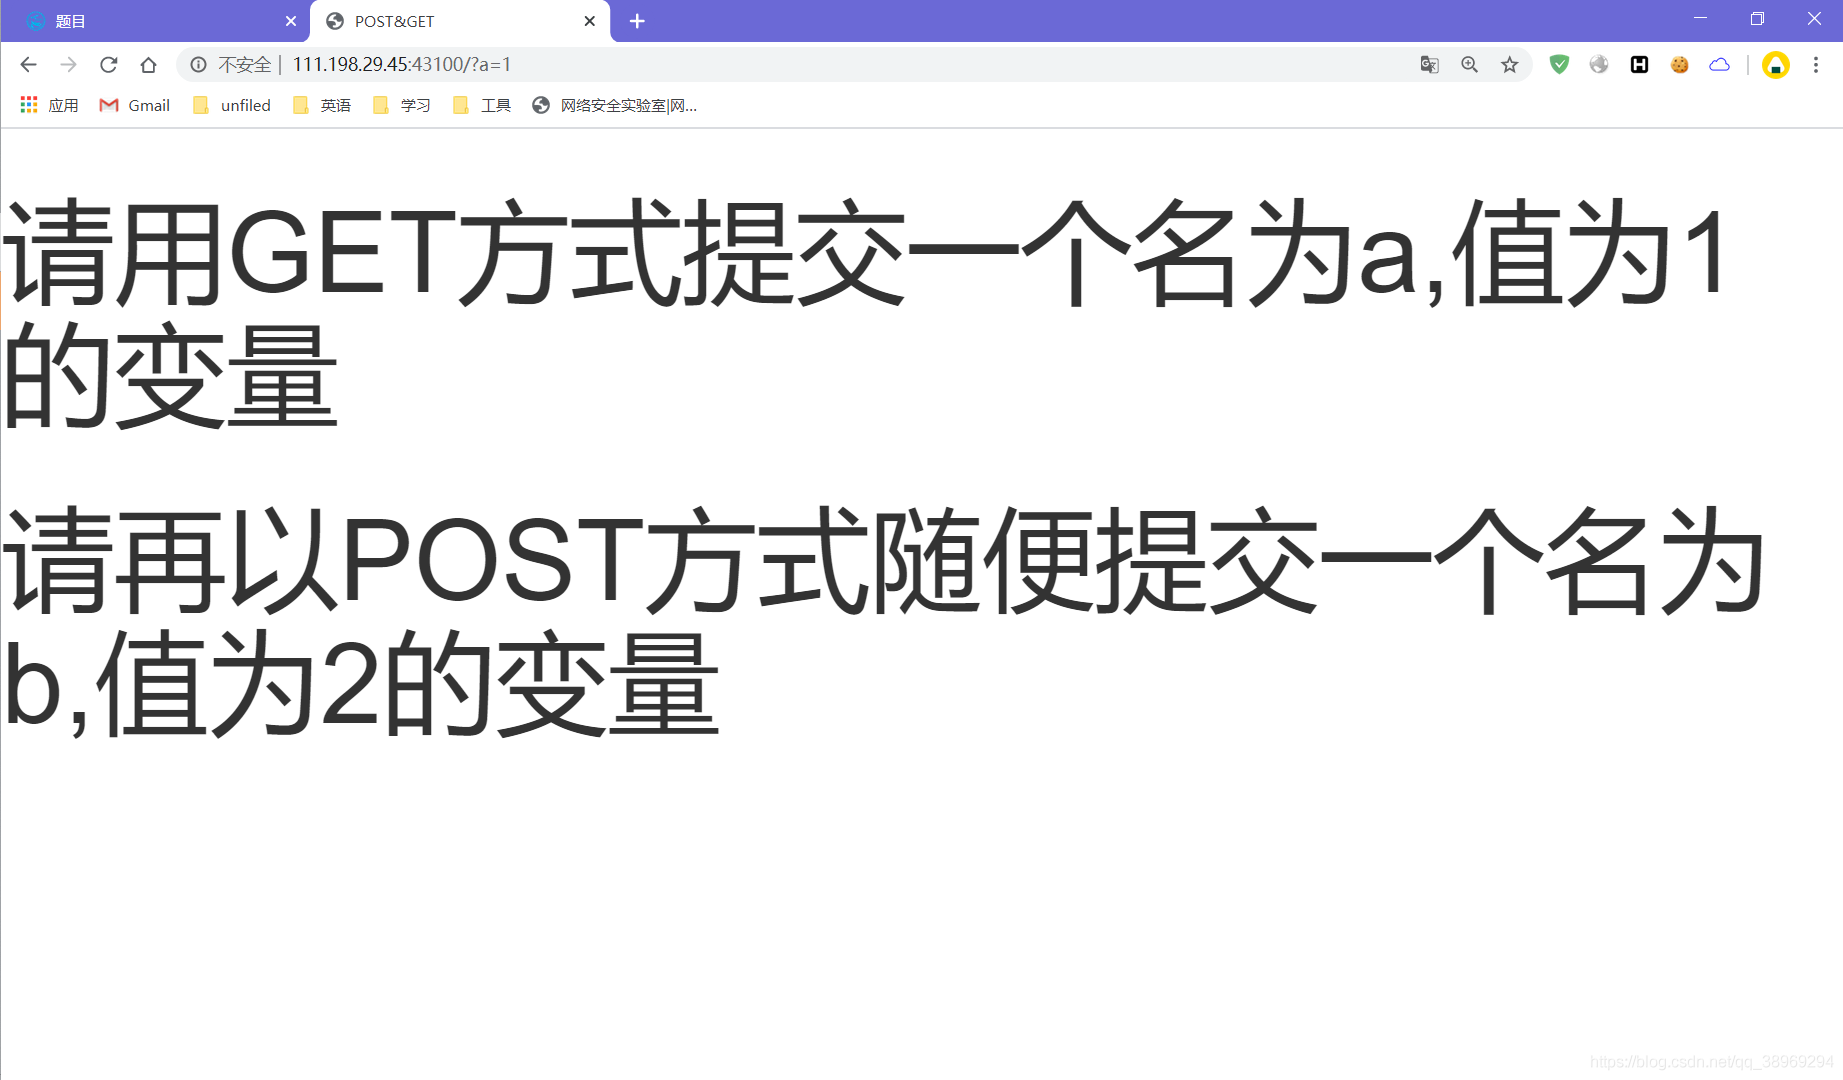 题目
POST&GET
不安全 | 111.198.29.45:43100/?a=1
应用 Gmail unfiled 英语 学习 工具 网络安全实验室|网...
请用GET方式提交一个名为a,值为1
的变量
请再以POST方式随便提交一个名为
b,值为2的变量
https://blog.csdn.net/qq_38969294